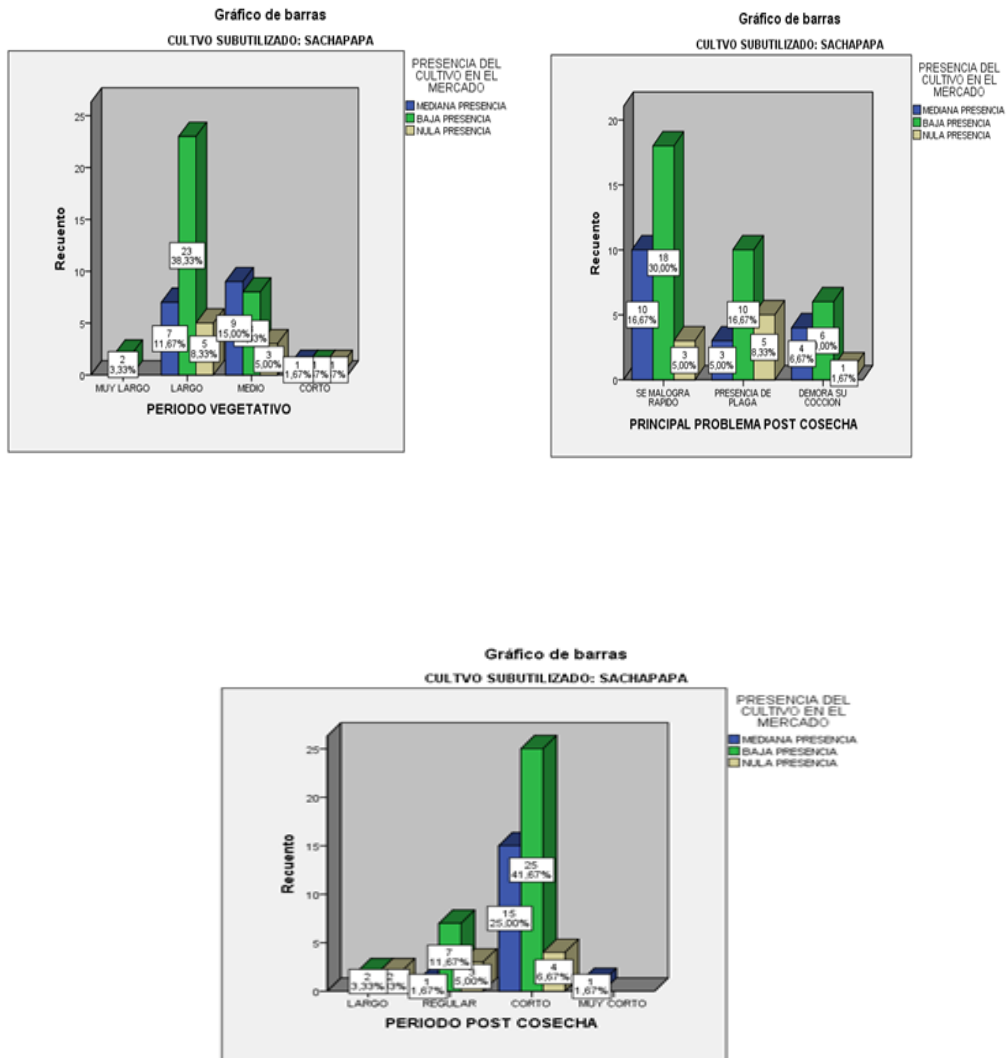 Gráfico de barras
CULTVO SUBUTILIZADO: SACHAPAPA
PRESENCIA DEL
CULTIVO EN EL
MERCADO
MEDIANA PRESENCIA
BAJA PRESENCIA
NULA PRESENCIA
Recuento
25
20
15
10
5
0
2
3,33%
7
11,67%
23
38,33%
5
8,33%
9
15,00%
3
5,00%
1
1,67%
MUY LARGO
LARGO
MEDIO
CORTO
PERIODO VEGETATIVO
Gráfico de barras
CULTVO SUBUTILIZADO: SACHAPAPA
PRESENCIA DEL
CULTIVO EN EL
MERCADO
MEDIANA PRESENCIA
BAJA PRESENCIA
NULA PRESENCIA
Recuento
20
15
10
5
0
10
16,67%
18
30,00%
3
5,00%
3
5,00%
10
16,67%
5
8,33%
4
6,67%
6
1
1,67%
SE MALOGRA
RAPIDO
PRESENCIA DE
PLAGA
DEMORA SU
COCCION
PRINCIPAL PROBLEMA POST COSECHA
Gráfico de barras
CULTVO SUBUTILIZADO: SACHAPAPA
PRESENCIA DEL
CULTIVO EN EL
MERCADO
MEDIANA PRESENCIA
BAJA PRESENCIA
NULA PRESENCIA
Recuento
25
20
15
10
5
0
2
3,33%
1
1,67%
7
11,67%
3
5,00%
15
25,00%
25
41,67%
4
6,67%
1
1,67%
LARGO
REGULAR
CORTO
MUY CORTO
PERIODO POST COSECHA